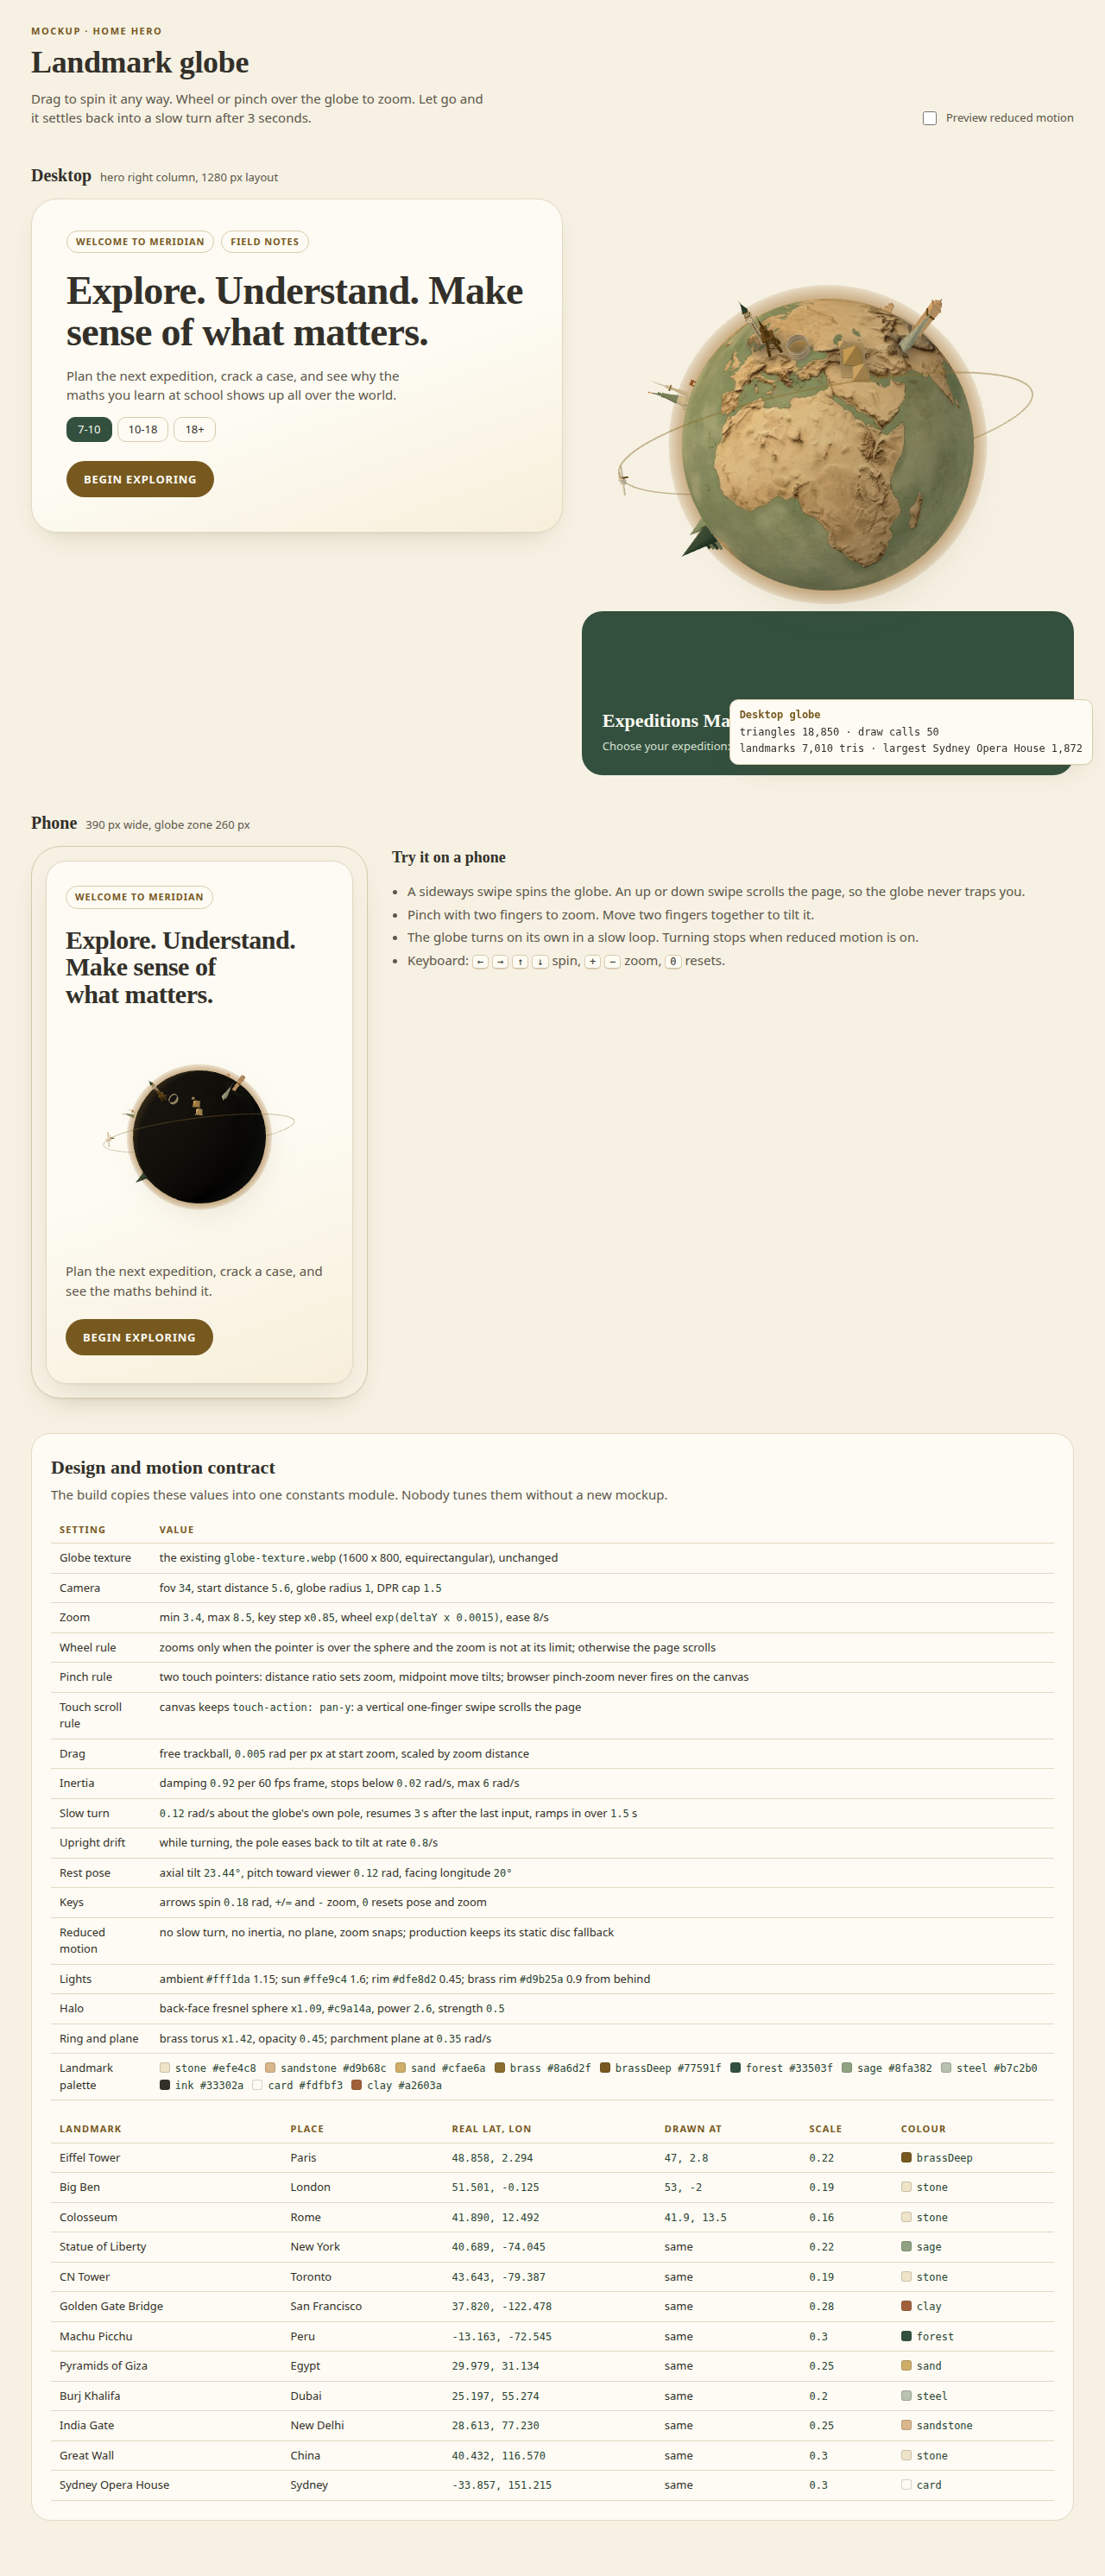 MOCKUP · HOME HERO
Landmark globe
Drag to spin it any way. Wheel or pinch over the globe to zoom. Let go and
it settles back into a slow turn after 3 seconds.
Preview reduced motion
Desktop hero right column, 1280 px layout
WELCOME TO MERIDIAN FIELD NOTES
Explore. Understand. Make
sense of what matters.
Plan the next expedition, crack a case, and see why the
maths you learn at school shows up all over the world.
7-10 10-18 18+
BEGIN EXPLORING
Expeditions Ma
Choose your expedition:
Desktop globe
triangles 18,850 · draw calls 50
landmarks 7,010 tris · largest Sydney Opera House 1,872
Phone 390 px wide, globe zone 260 px
WELCOME TO MERIDIAN
Explore. Understand.
Make sense of
what matters.
Plan the next expedition, crack a case, and
see the maths behind it.
BEGIN EXPLORING
Try it on a phone
• A sideways swipe spins the globe. An up or down swipe scrolls the page, so the globe never traps you.
• Pinch with two fingers to zoom. Move two fingers together to tilt it.
• The globe turns on its own in a slow loop. Turning stops when reduced motion is on.
• Keyboard: ← → ↑ ↓ spin, + − zoom, 0 resets.
Design and motion contract
The build copies these values into one constants module. Nobody tunes them without a new mockup.
SETTING VALUE
Globe texture the existing globe-texture.webp (1600 x 800, equirectangular), unchanged
Camera fov 34, start distance 5.6, globe radius 1, DPR cap 1.5
Zoom min 3.4, max 8.5, key step x0.85, wheel exp(deltaY x 0.0015), ease 8/s
Wheel rule zooms only when the pointer is over the sphere and the zoom is not at its limit; otherwise the page scrolls
Pinch rule two touch pointers: distance ratio sets zoom, midpoint move tilts; browser pinch-zoom never fires on the canvas
Touch scroll rule canvas keeps touch-action: pan-y: a vertical one-finger swipe scrolls the page
Drag free trackball, 0.005 rad per px at start zoom, scaled by zoom distance
Inertia damping 0.92 per 60 fps frame, stops below 0.02 rad/s, max 6 rad/s
Slow turn 0.12 rad/s about the globe's own pole, resumes 3 s after the last input, ramps in over 1.5 s
Upright drift while turning, the pole eases back to tilt at rate 0.8/s
Rest pose axial tilt 23.44°, pitch toward viewer 0.12 rad, facing longitude 20°
Keys arrows spin 0.18 rad, +/= and - zoom, 0 resets pose and zoom
Reduced motion no slow turn, no inertia, no plane, zoom snaps; production keeps its static disc fallback
Lights ambient #fff1da 1.15; sun #ffe9c4 1.6; rim #dfe8d2 0.45; brass rim #d9b25a 0.9 from behind
Halo back-face fresnel sphere x1.09, #c9a14a, power 2.6, strength 0.5
Ring and plane brass torus x1.42, opacity 0.45; parchment plane at 0.35 rad/s
Landmark palette stone #efe4c8 sandstone #d9b68c sand #cfae6a brass #8a6d2f brassDeep #77591f forest #33503f sage #8fa382 steel #b7c2b0
ink #33302a card #fdfbf3 clay #a2603a
LANDMARK PLACE REAL LAT, LON DRAWN AT SCALE COLOUR
Eiffel Tower Paris 48.858, 2.294 47, 2.8 0.22 brassDeep
Big Ben London 51.501, -0.125 53, -2 0.19 stone
Colosseum Rome 41.890, 12.492 41.9, 13.5 0.16 stone
Statue of Liberty New York 40.689, -74.045 same 0.22 sage
CN Tower Toronto 43.643, -79.387 same 0.19 stone
Golden Gate Bridge San Francisco 37.820, -122.478 same 0.28 clay
Machu Picchu Peru -13.163, -72.545 same 0.3 forest
Pyramids of Giza Egypt 29.979, 31.134 same 0.25 sand
Burj Khalifa Dubai 25.197, 55.274 same 0.2 steel
India Gate New Delhi 28.613, 77.230 same 0.25 sandstone
Great Wall China 40.432, 116.570 same 0.3 stone
Sydney Opera House Sydney -33.857, 151.215 same 0.3 card